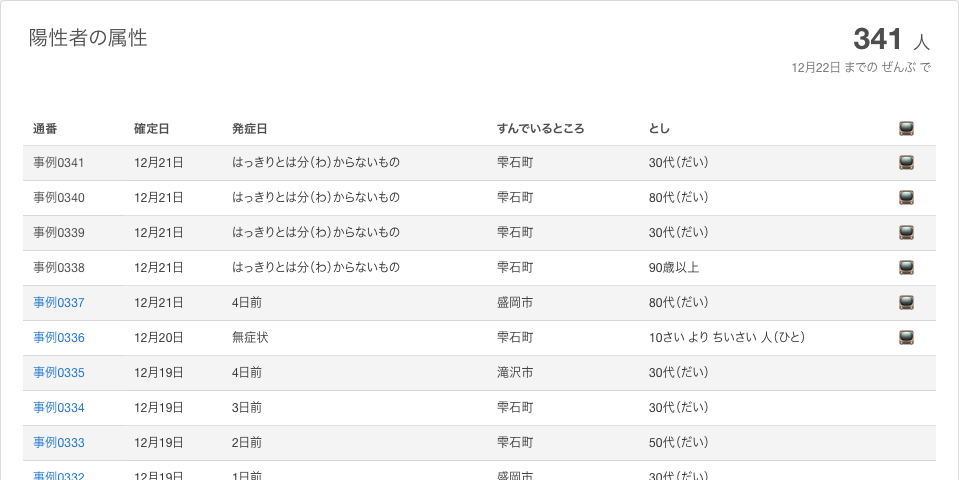 陽性者の属性
341 人
12月22日 までの ぜんぶ で
通番 確定日 発症日 すんでいるところ とし
事例0341 12月21日 はっきりとは分（わ）からないもの 雫石町 30代（だい）
事例0340 12月21日 はっきりとは分（わ）からないもの 雫石町 80代（だい）
事例0339 12月21日 はっきりとは分（わ）からないもの 雫石町 30代（だい）
事例0338 12月21日 はっきりとは分（わ）からないもの 雫石町 90歳以上
事例0337 12月21日 4日前 盛岡市 80代（だい）
事例0336 12月20日 無症状 雫石町 10さい より ちいさい 人（ひと）
事例0335 12月19日 4日前 滝沢市 30代（だい）
事例0334 12月19日 3日前 雫石町 30代（だい）
事例0333 12月19日 2日前 雫石町 50代（だい）
事例0332 12月19日 1日前 盛岡市 30代（だい）